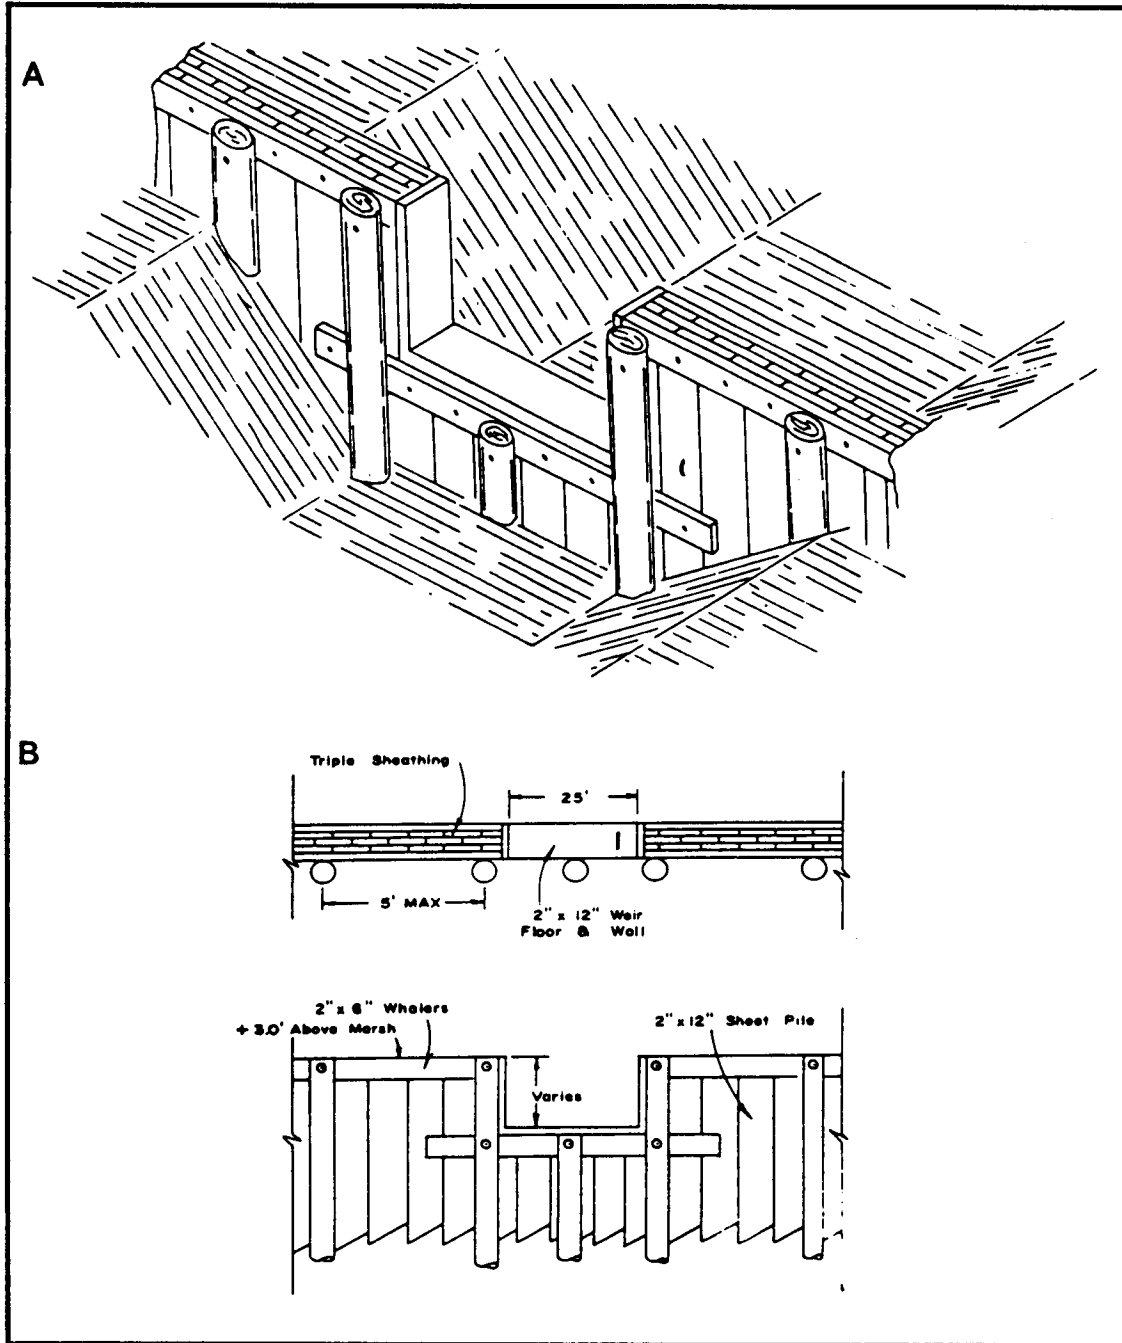 A
B
Triple Sheathing
25'
5' MAX
2" x 12" Weir
Floor & Wall
2" x 6" Whalers
+ 3.0' Above Marsh
2" x 12" Sheet Pile
Varies